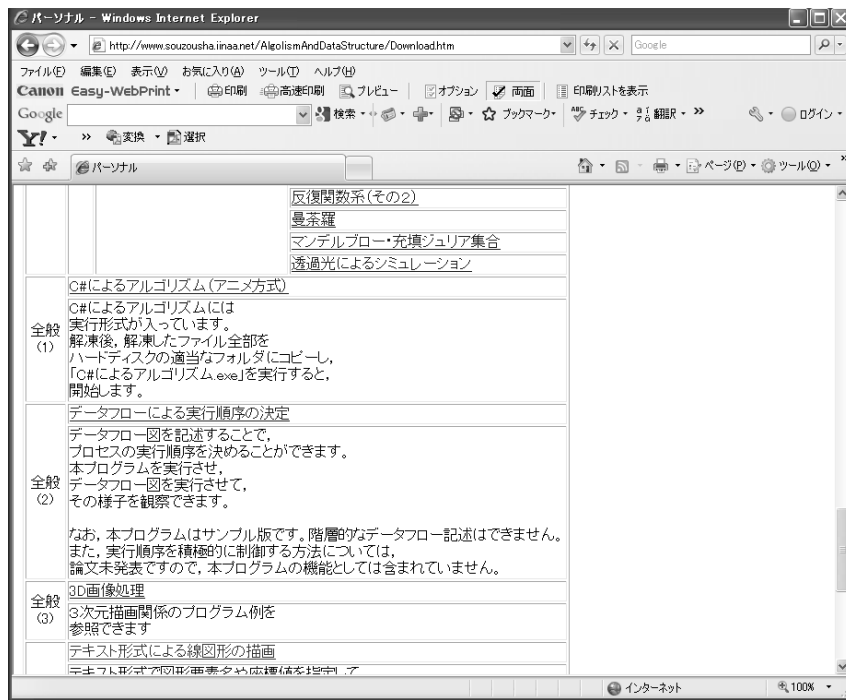 パーソナル - Windows Internet Explorer
http://www.souzousha.iinaa.net/AlgolismAndDataStructure/Download.htm
Google
ファイル(F) 編集(E) 表示(V) お気に入り(A) ツール(T) ヘルプ(H)
Canon Easy-WebPrint 印刷 高速印刷 プレビュー オプション 両面 印刷リストを表示
Google 検索 ブックマーク チェック 翻訳 » ログイン
Y! » 変換 選択
パーソナル ページ(P) ツール(O) »
反復関数系(その2)
曼荼羅
マンデルブロー・充填ジュリア集合
透過光によるシミュレーション
C#によるアルゴリズム(アニメ方式)
全般
(1)
C#によるアルゴリズムには
実行形式が入っています。
解凍後, 解凍したファイル全部を
ハードディスクの適当なフォルダにコピーし,
「C#によるアルゴリズム.exe」を実行すると,
開始します。
データフローによる実行順序の決定
全般
(2)
データフロー図を記述することで,
プロセスの実行順序を決めることができます。
本プログラムを実行させ,
データフロー図を実行させて,
その様子を観察できます。
なお, 本プログラムはサンプル版です。階層的なデータフロー記述はできません。
また, 実行順序を積極的に制御する方法については,
論文未発表ですので, 本プログラムの機能としては含まれていません。
全般
(3)
3D画像処理
3次元描画関係のプログラム例を
参照できます
テキスト形式による線図形の描画
テキスト形式で図形要素名や座標値を指定して
インターネット 100%